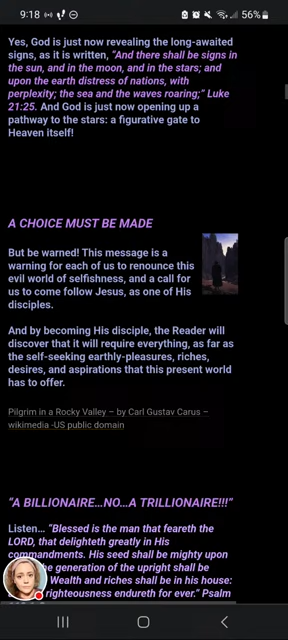 9:18
56%
Yes, God is just now revealing the long-awaited
signs, as it is written, “And there shall be signs in
the sun, and in the moon, and in the stars; and
upon the earth distress of nations, with
perplexity; the sea and the waves roaring;” Luke
21:25. And God is just now opening up a
pathway to the stars: a figurative gate to
Heaven itself!
A CHOICE MUST BE MADE
But be warned! This message is a
warning for each of us to renounce this
evil world of selfishness, and a call for
us to come follow Jesus, as one of His
disciples.
And by becoming His disciple, the Reader will
discover that it will require everything, as far as
the self-seeking earthly-pleasures, riches,
desires, and aspirations that this present world
has to offer.
Pilgrim in a Rocky Valley – by Carl Gustav Carus –
wikimedia -US public domain
“A BILLIONAIRE...NO...A TRILLIONAIRE!!!”
Listen... “Blessed is the man that feareth the
LORD, that delighteth greatly in His
commandments. His seed shall be mighty upon
the generation of the upright shall be
Wealth and riches shall be in his house:
righteousness endureth for ever.” Psalm